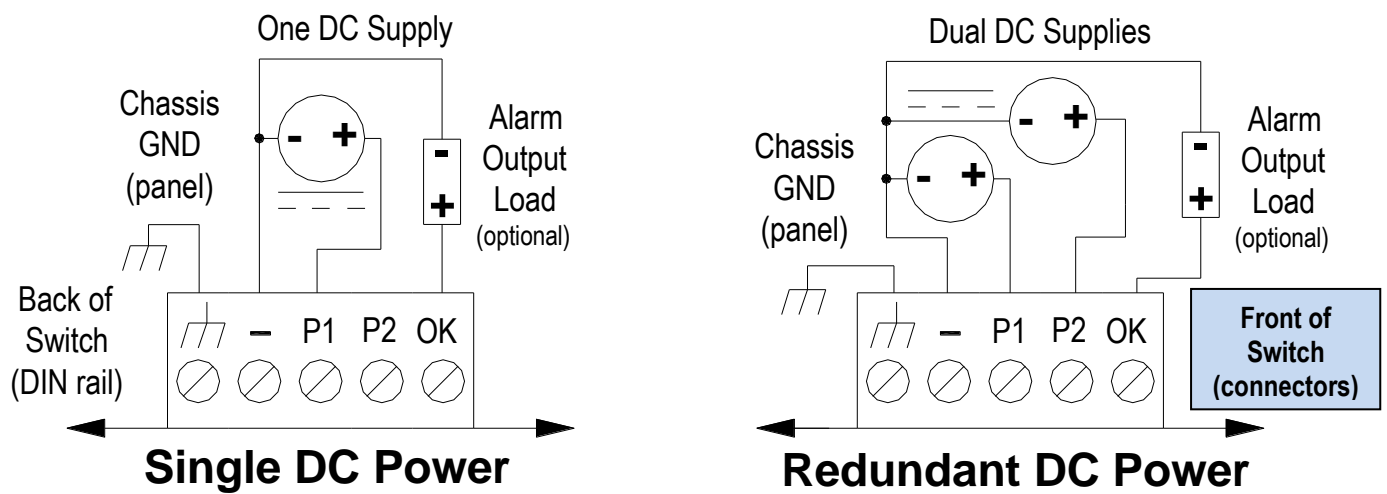 One DC Supply
Chassis
GND
(panel)
- +
-
+
Alarm
Output
Load
(optional)
Back of
Switch
(DIN rail)
– P1 P2 OK
Single DC Power
Dual DC Supplies
Chassis
GND
(panel)
- +
- +
-
+
Alarm
Output
Load
(optional)
– P1 P2 OK
Front of
Switch
(connectors)
Redundant DC Power